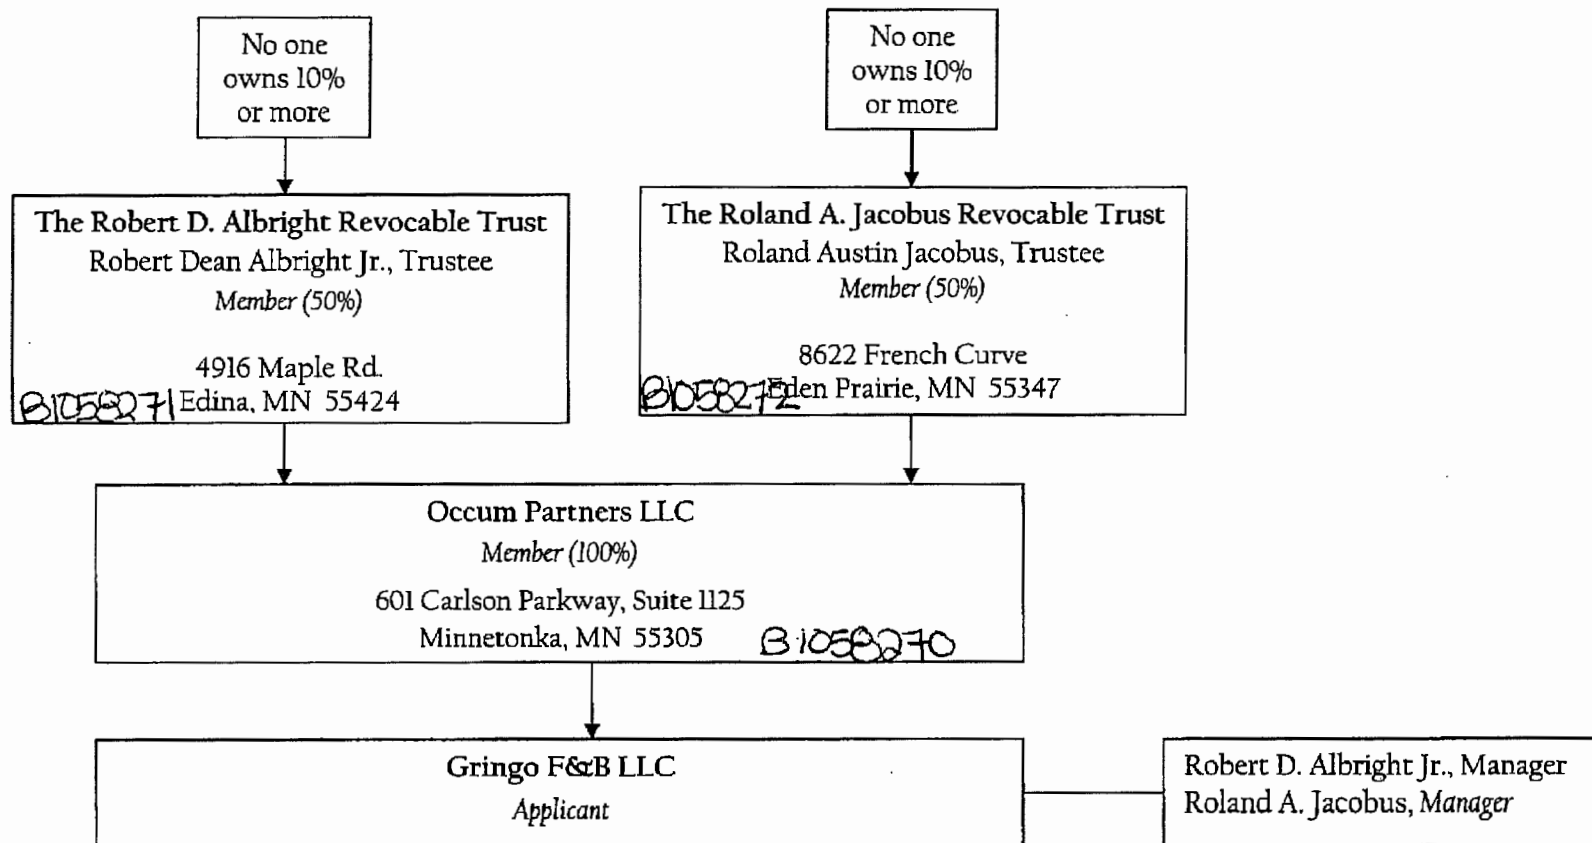 No one
owns 10%
or more
No one
owns 10%
or more
The Robert D. Albright Revocable Trust
Robert Dean Albright Jr., Trustee
Member (50%)
4916 Maple Rd.
B1058271 Edina, MN 55424
The Roland A. Jacobus Revocable Trust
Roland Austin Jacobus, Trustee
Member (50%)
8622 French Curve
B1058272 Eden Prairie, MN 55347
Occum Partners LLC
Member (100%)
601 Carlson Parkway, Suite 1125
Minnetonka, MN 55305 B1058270
Gringo F&B LLC
Applicant
Robert D. Albright Jr., Manager
Roland A. Jacobus, Manager